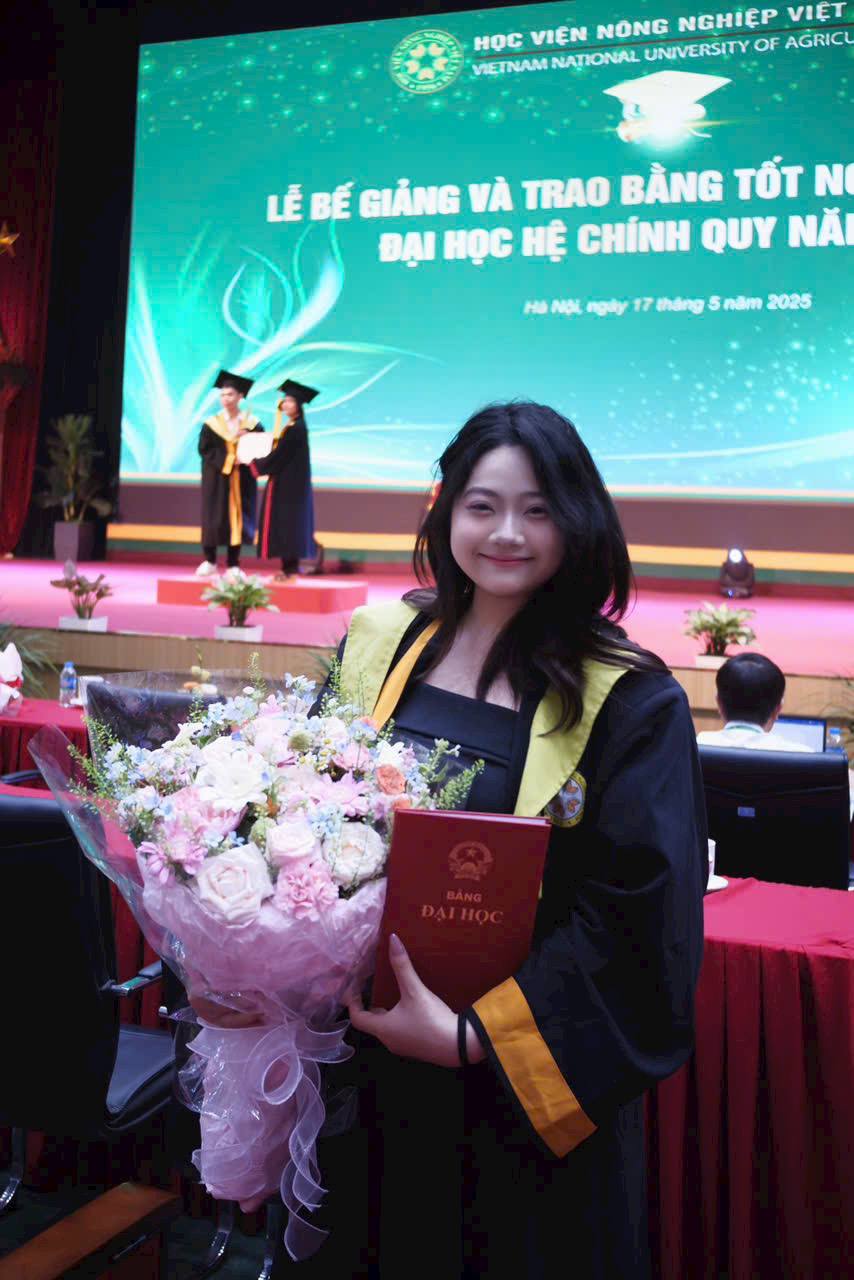 HỌC VIỆN NÔNG NGHIỆP VIỆT
VIETNAM NATIONAL UNIVERSITY OF AGRICU
LỄ BẾ GIẢNG VÀ TRAO BẰNG TỐT NG
ĐẠI HỌC HỆ CHÍNH QUY NĂM
Hà Nội, ngày 17 tháng 5 năm 2025
BẰNG
ĐẠI HỌC